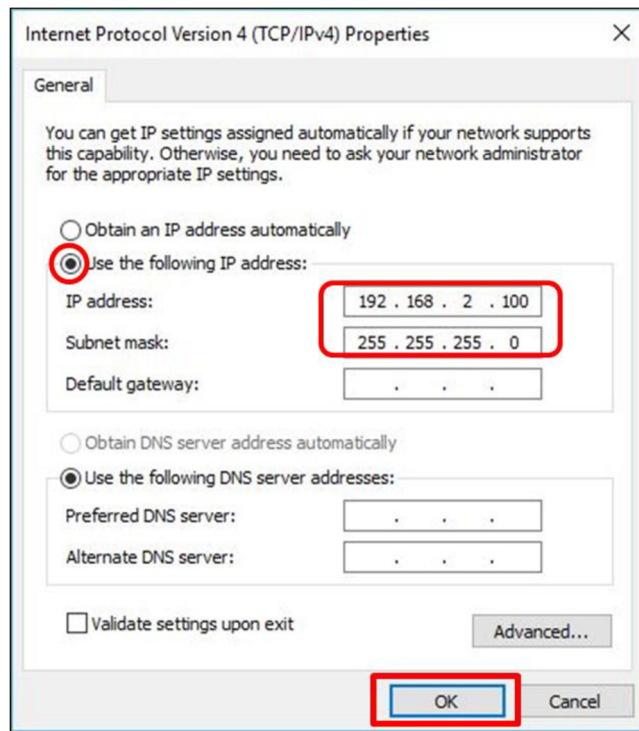 Internet Protocol Version 4 (TCP/IPv4) Properties
General
You can get IP settings assigned automatically if your network supports
this capability. Otherwise, you need to ask your network administrator
for the appropriate IP settings.
Obtain an IP address automatically
Use the following IP address:
IP address: 192 . 168 . 2 . 100
Subnet mask: 255 . 255 . 255 . 0
Default gateway: . . .
Obtain DNS server address automatically
Use the following DNS server addresses:
Preferred DNS server: . . .
Alternate DNS server: . . .
Validate settings upon exit
Advanced...
OK Cancel